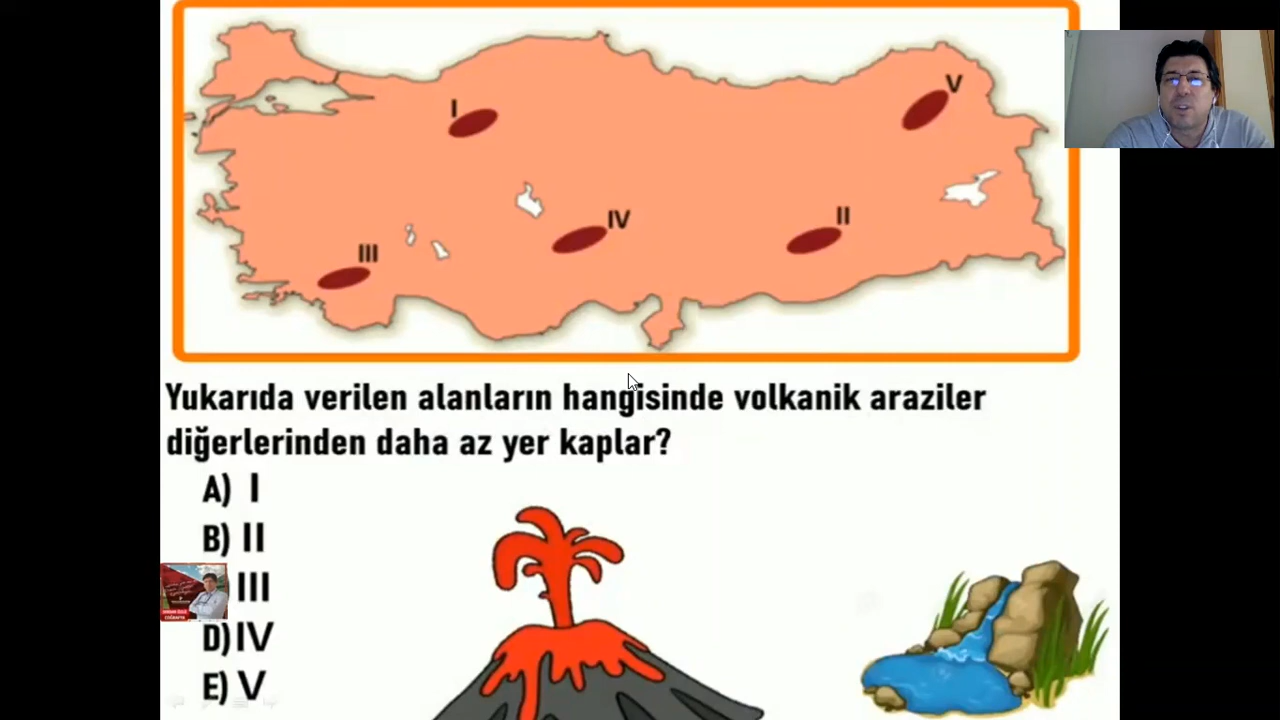 I
V
IV
II
III
Yukarıda verilen alanların hangisinde volkanik araziler
diğerlerinden daha az yer kaplar?
A) I
B) II
III
D) IV
E) V